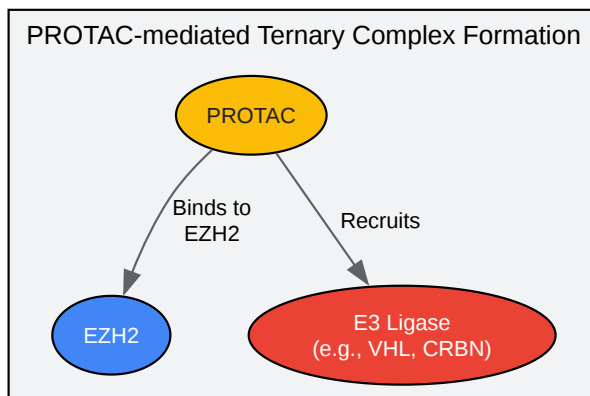 PROTAC-mediated Ternary Complex Formation
PROTAC
Binds to
EZH2
Recruits
EZH2
E3 Ligase
(e.g., VHL, CRBN)